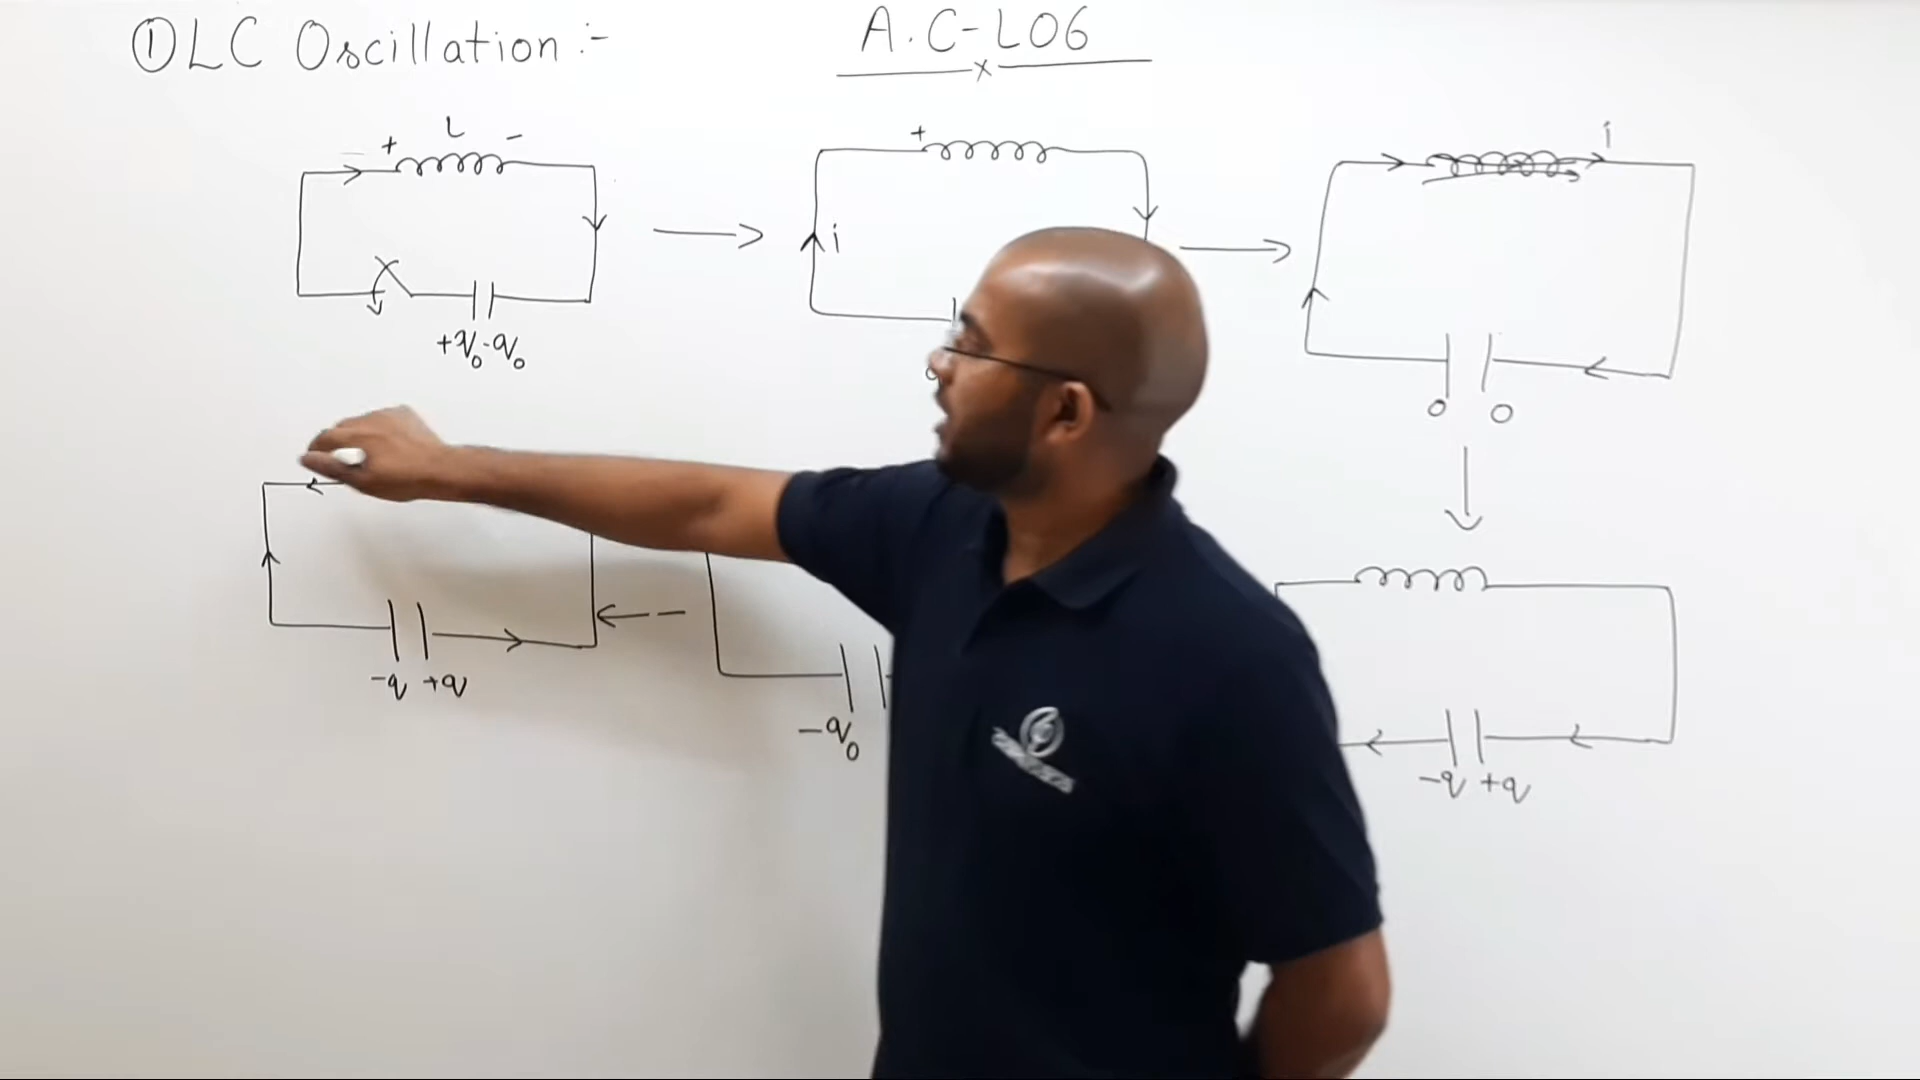 ① LC Oscillation :-
A.C-L06
+ L -
+q₀ -q₀
+
i
i
0 0
-q +q
-q₀
-q +q